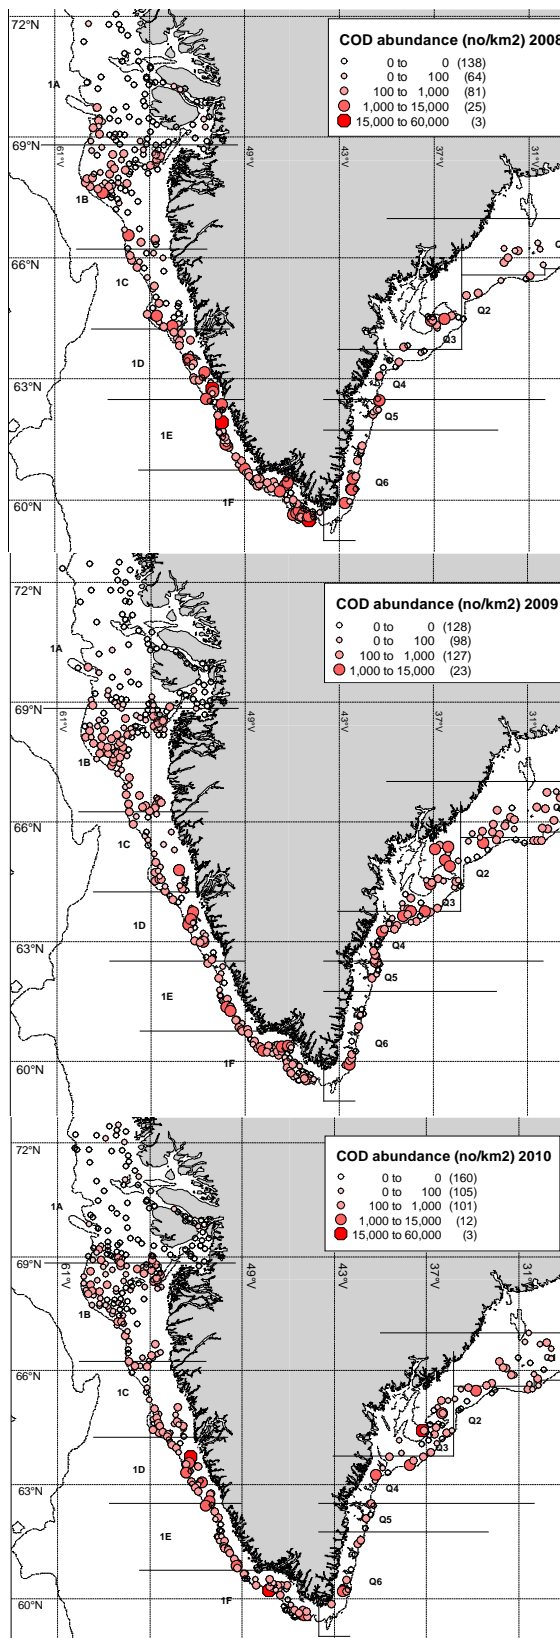 72°N
COD abundance (no/km2) 2008
0 to 0 (138)
0 to 100 (64)
100 to 1,000 (81)
1,000 to 15,000 (25)
15,000 to 60,000 (3)
1A
69°N
61°V
49°V
43°V
37°V
31°V
1B
66°N
Q
1C
Q2
1D
Q3
63°N
Q4
Q5
1E
Q6
60°N
1F
72°N
COD abundance (no/km2) 2009
0 to 0 (128)
0 to 100 (98)
100 to 1,000 (127)
1,000 to 15,000 (23)
1A
69°N
61°V
49°V
43°V
37°V
31°V
1B
66°N
1C
Q2
1D
Q3
63°N
Q4
Q5
1E
Q6
60°N
1F
72°N
COD abundance (no/km2) 2010
0 to 0 (160)
0 to 100 (105)
100 to 1,000 (101)
1,000 to 15,000 (12)
15,000 to 60,000 (3)
1A
69°N
61°V
49°V
43°V
37°V
31°V
1B
66°N
1C
Q2
1D
Q3
63°N
Q4
Q5
1E
Q6
60°N
1F